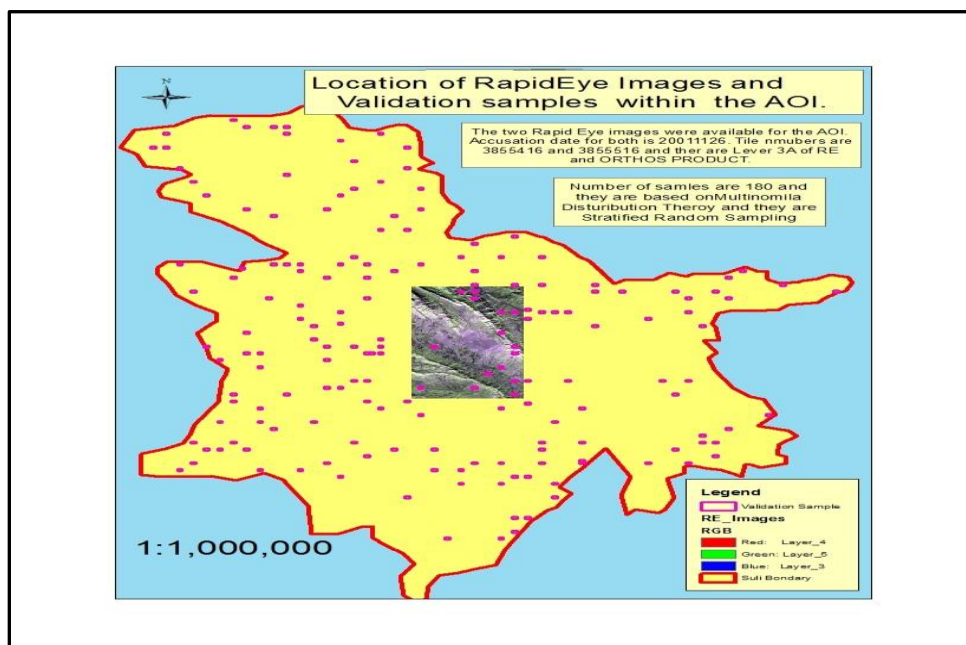 N
Location of RapidEye Images and
Validation samples within the AOI.
The two Rapid Eye images were available for the AOI.
Accusation date for both is 20011126. Tile nmubers are
3855416 and 3855516 and ther are Lever 3A of RE
and ORTHOS PRODUCT.
Number of samles are 180 and
they are based onMultinomila
Disturibution Theroy and they are
Stratified Random Sampling
1:1,000,000
Legend
Validation Sample
RE_Images
RGB
Red: Layer_4
Green: Layer_5
Blue: Layer_3
Suli Bondary